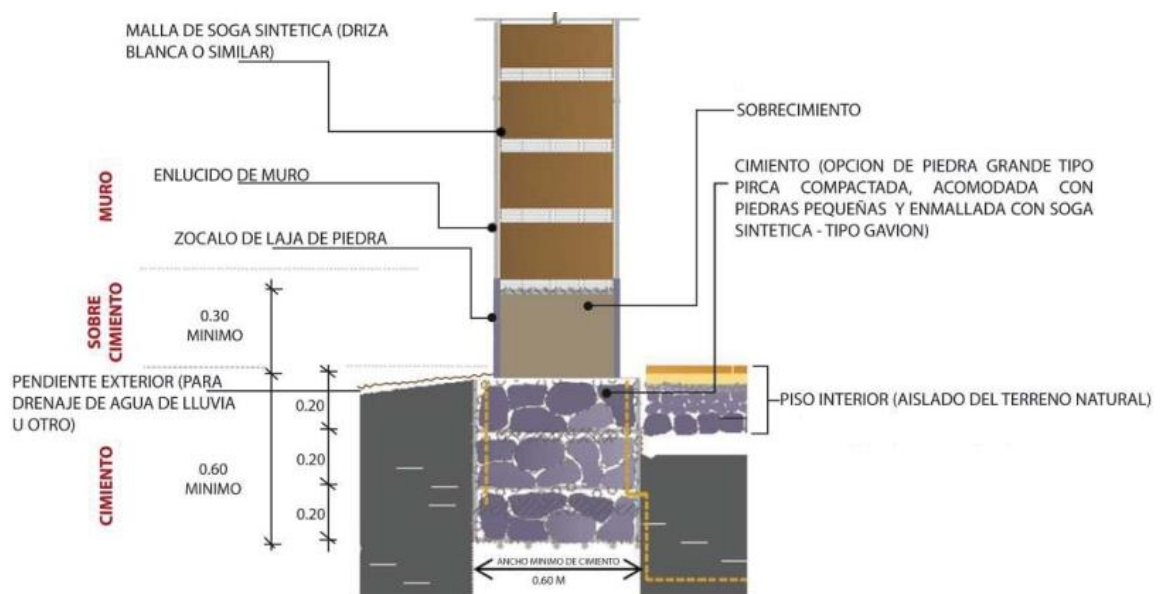 MALLA DE SOGA SINTETICA (DRIZA
BLANCA O SIMILAR)
ENLUCIDO DE MURO
ZOCALO DE LAJA DE PIEDRA
MURO
SOBRE
CIMIENTO
0.30
MINIMO
PENDIENTE EXTERIOR (PARA
DRENAJE DE AGUA DE LLUVIA
U OTRO)
CIMIENTO
0.60
MINIMO
0.20
0.20
0.20
ANCHO MINIMO DE CIMIENTO
0.60 M
SOBRECIMIENTO
CIMIENTO (OPCION DE PIEDRA GRANDE TIPO
PIRCA COMPACTADA, ACOMODADA CON
PIEDRAS PEQUEÑAS Y ENMALLADA CON SOGA
SINTETICA - TIPO GAVION)
PISO INTERIOR (AISLADO DEL TERRENO NATURAL)